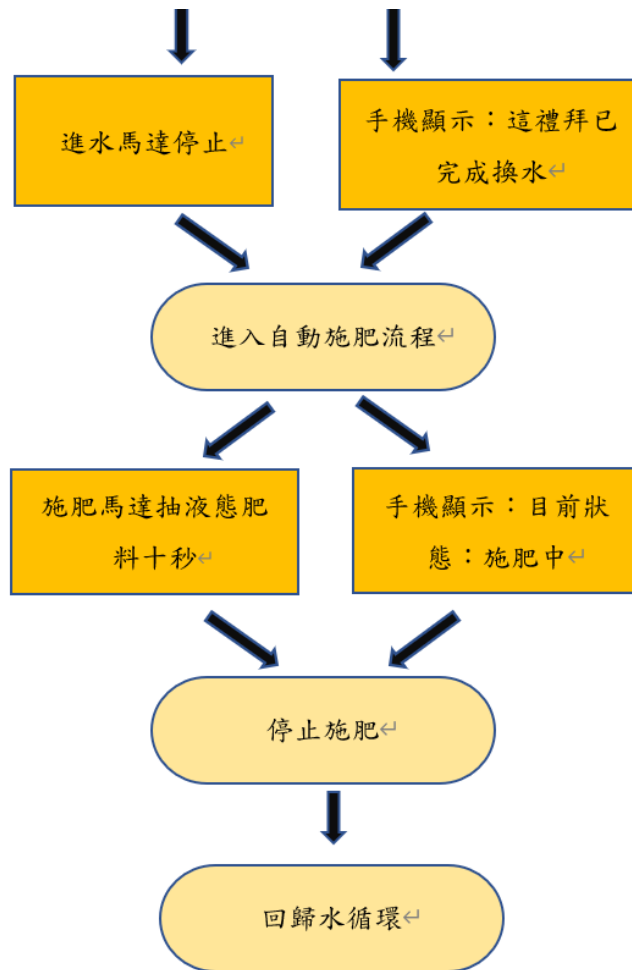 進水馬達停止
手機顯示：這禮拜已
完成換水
進入自動施肥流程
施肥馬達抽液態肥
料十秒
手機顯示：目前狀
態：施肥中
停止施肥
回歸水循環